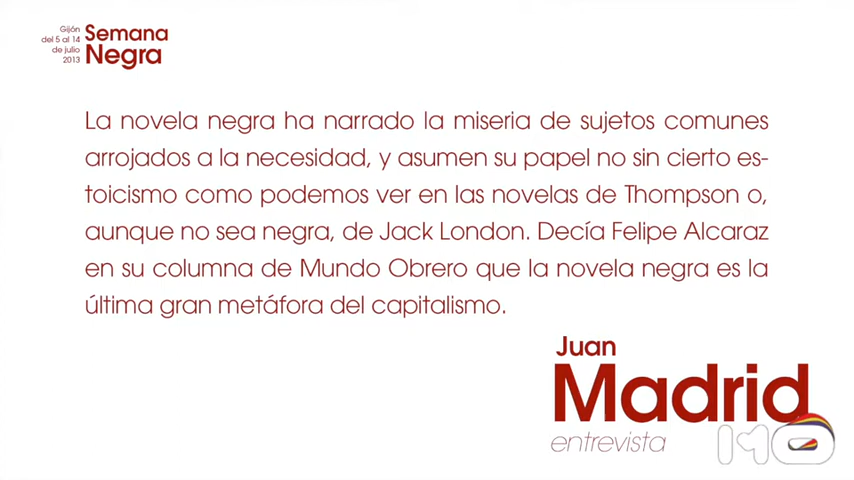 Gijón
del 5 al 14
de julio
2013
Semana
Negra
La novela negra ha narrado la miseria de sujetos comunes
arrojados a la necesidad, y asumen su papel no sin cierto es-
toicismo como podemos ver en las novelas de Thompson o,
aunque no sea negra, de Jack London. Decía Felipe Alcaraz
en su columna de Mundo Obrero que la novela negra es la
última gran metáfora del capitalismo.
Juan
Madrid
entrevista
MO